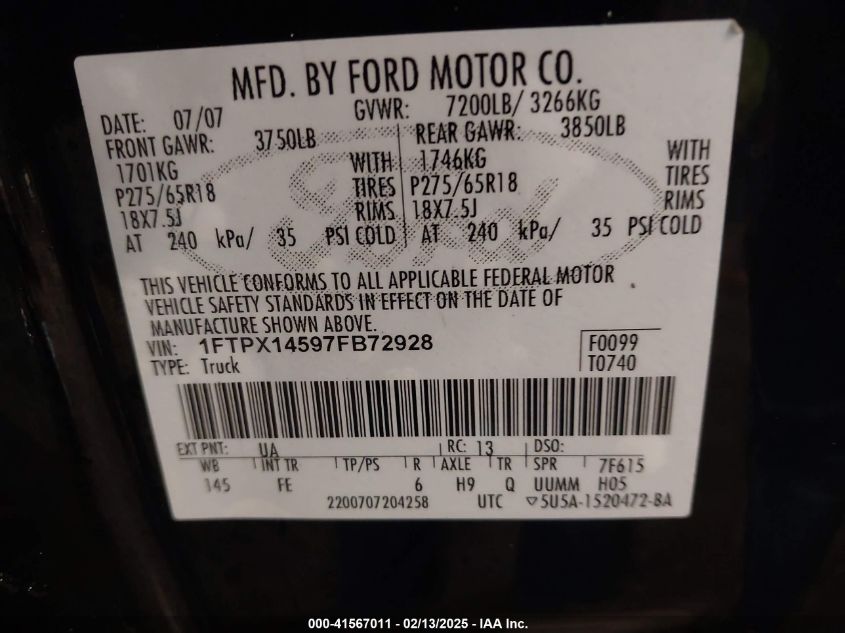 MFD. BY FORD MOTOR CO.
DATE: 07/07 GVWR: 7200LB/ 3266KG
FRONT GAWR: 3750LB REAR GAWR: 3850LB
1701KG WITH 1746KG WITH
P275/65R18 TIRES P275/65R18 TIRES
18X7.5J RIMS 18X7.5J RIMS
AT 240 kPa/ 35 PSI COLD AT 240 kPa/ 35 PSI COLD
Ford
THIS VEHICLE CONFORMS TO ALL APPLICABLE FEDERAL MOTOR
VEHICLE SAFETY STANDARDS IN EFFECT ON THE DATE OF
MANUFACTURE SHOWN ABOVE.
VIN: 1FTPX14597FB72928 F0099
TYPE: Truck T0740
EXT PNT: UA RC: 13 DSO:
WB INT TR TP/PS R AXLE TR SPR 7F615
145 FE 6 H9 Q UUMM H05
2200707204258 UTC ▽5U5A-1520472-BA
000-41567011 - 02/13/2025 - IAA Inc.